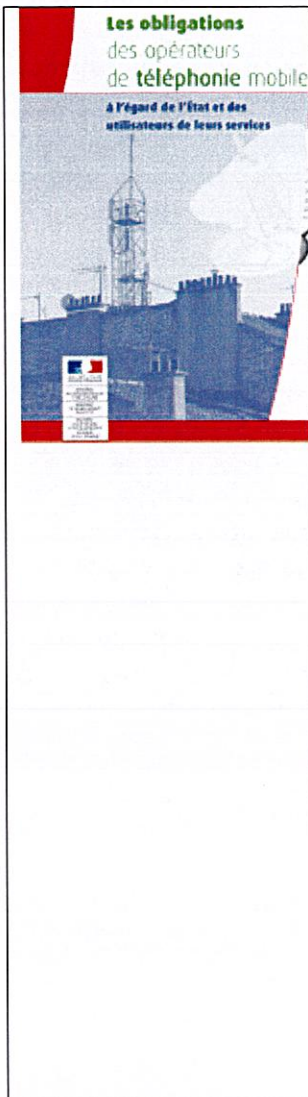 Les obligations
des opérateurs
de téléphonie mobile
à l'égard de l'État et des
utilisateurs de leurs services